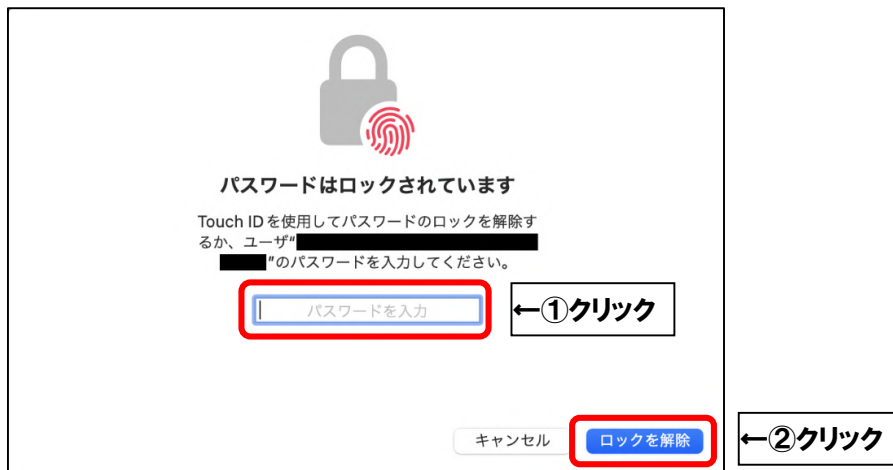 パスワードはロックされています
Touch IDを使用してパスワードのロックを解除す
るか、ユーザ"
"のパスワードを入力してください。
パスワードを入力
←①クリック
キャンセル
ロックを解除
←②クリック